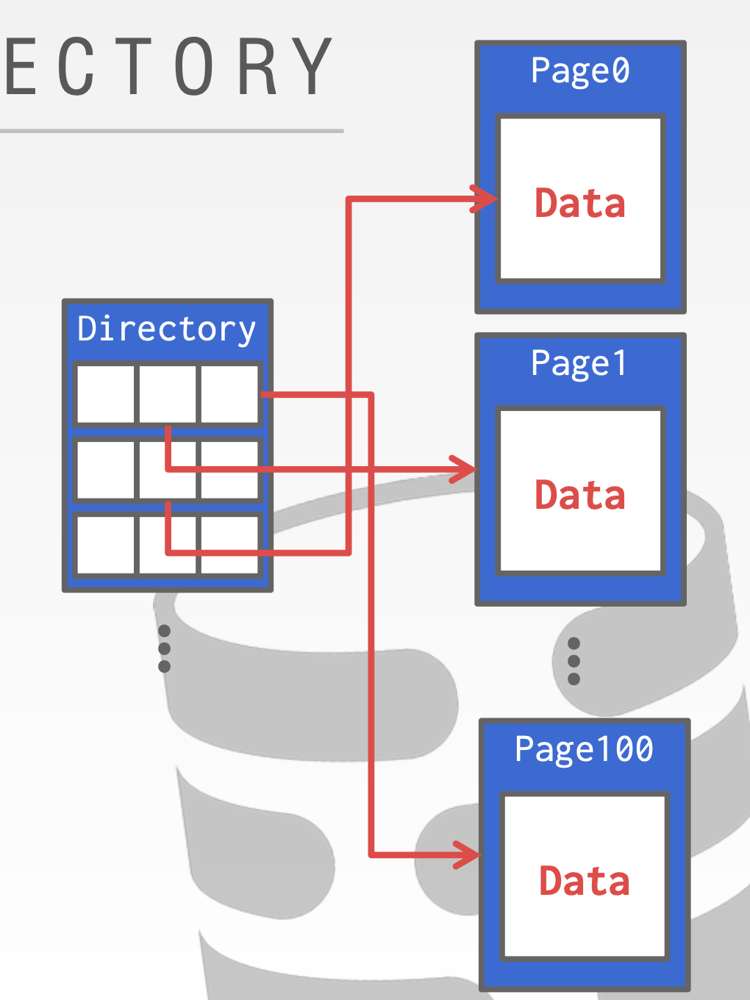 ECTORY
Page0
Data
Directory
Page1
Data
Page100
Data